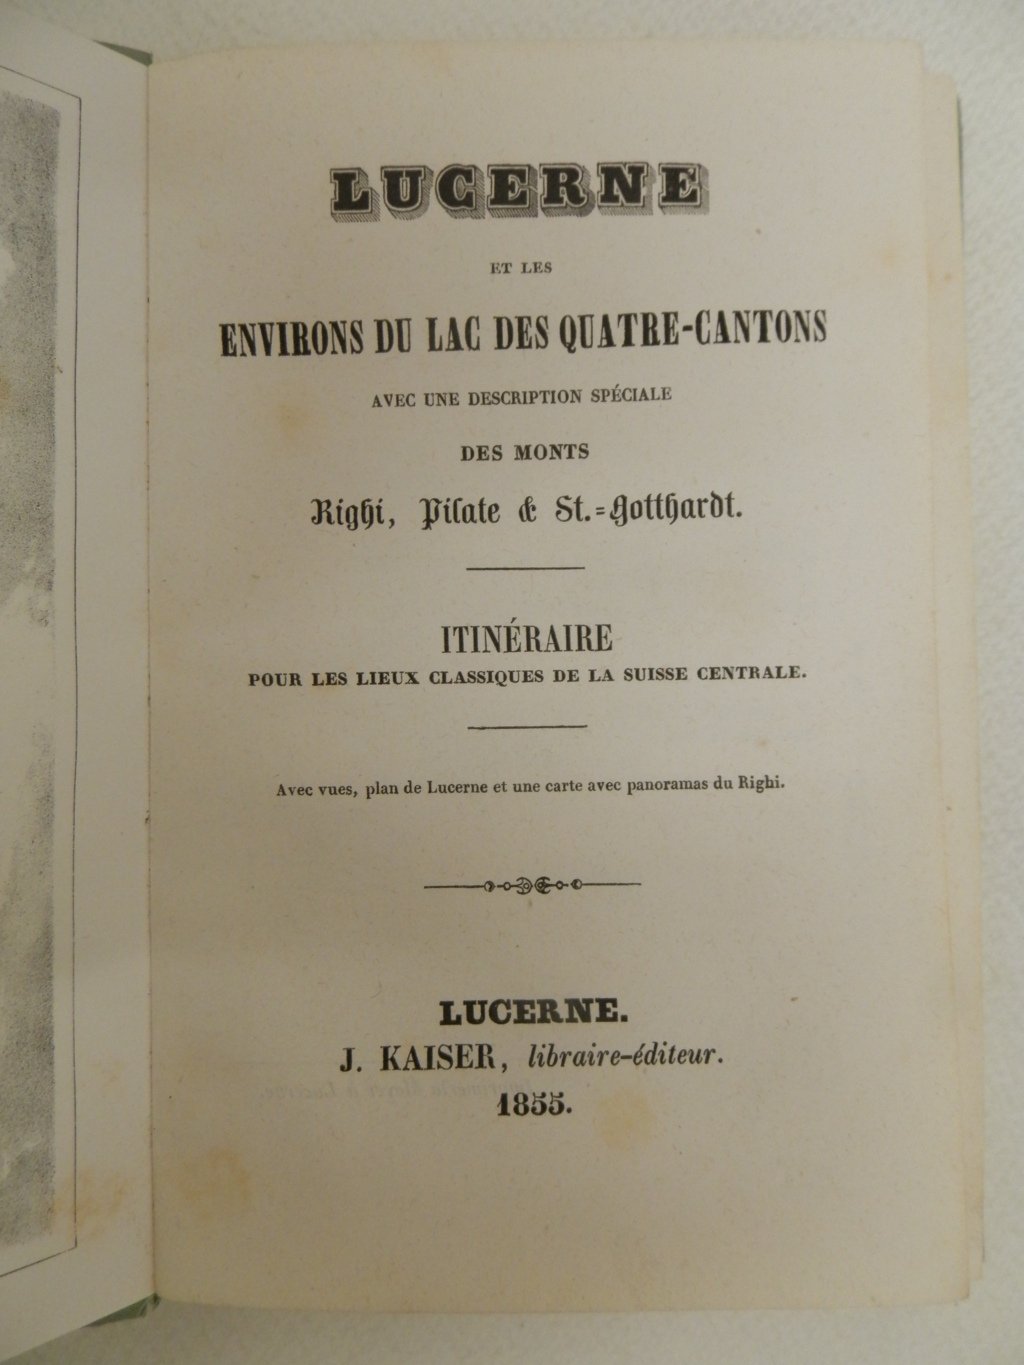 LUCERNE
ET LES
ENVIRONS DU LAC DES QUATRE-CANTONS
AVEC UNE DESCRIPTION SPÉCIALE
DES MONTS
Righi, Pilate & St.=Gotthardt.
ITINÉRAIRE
POUR LES LIEUX CLASSIQUES DE LA SUISSE CENTRALE.
Avec vues, plan de Lucerne et une carte avec panoramas du Righi.
LUCERNE.
J. KAISER, libraire-éditeur.
1855.